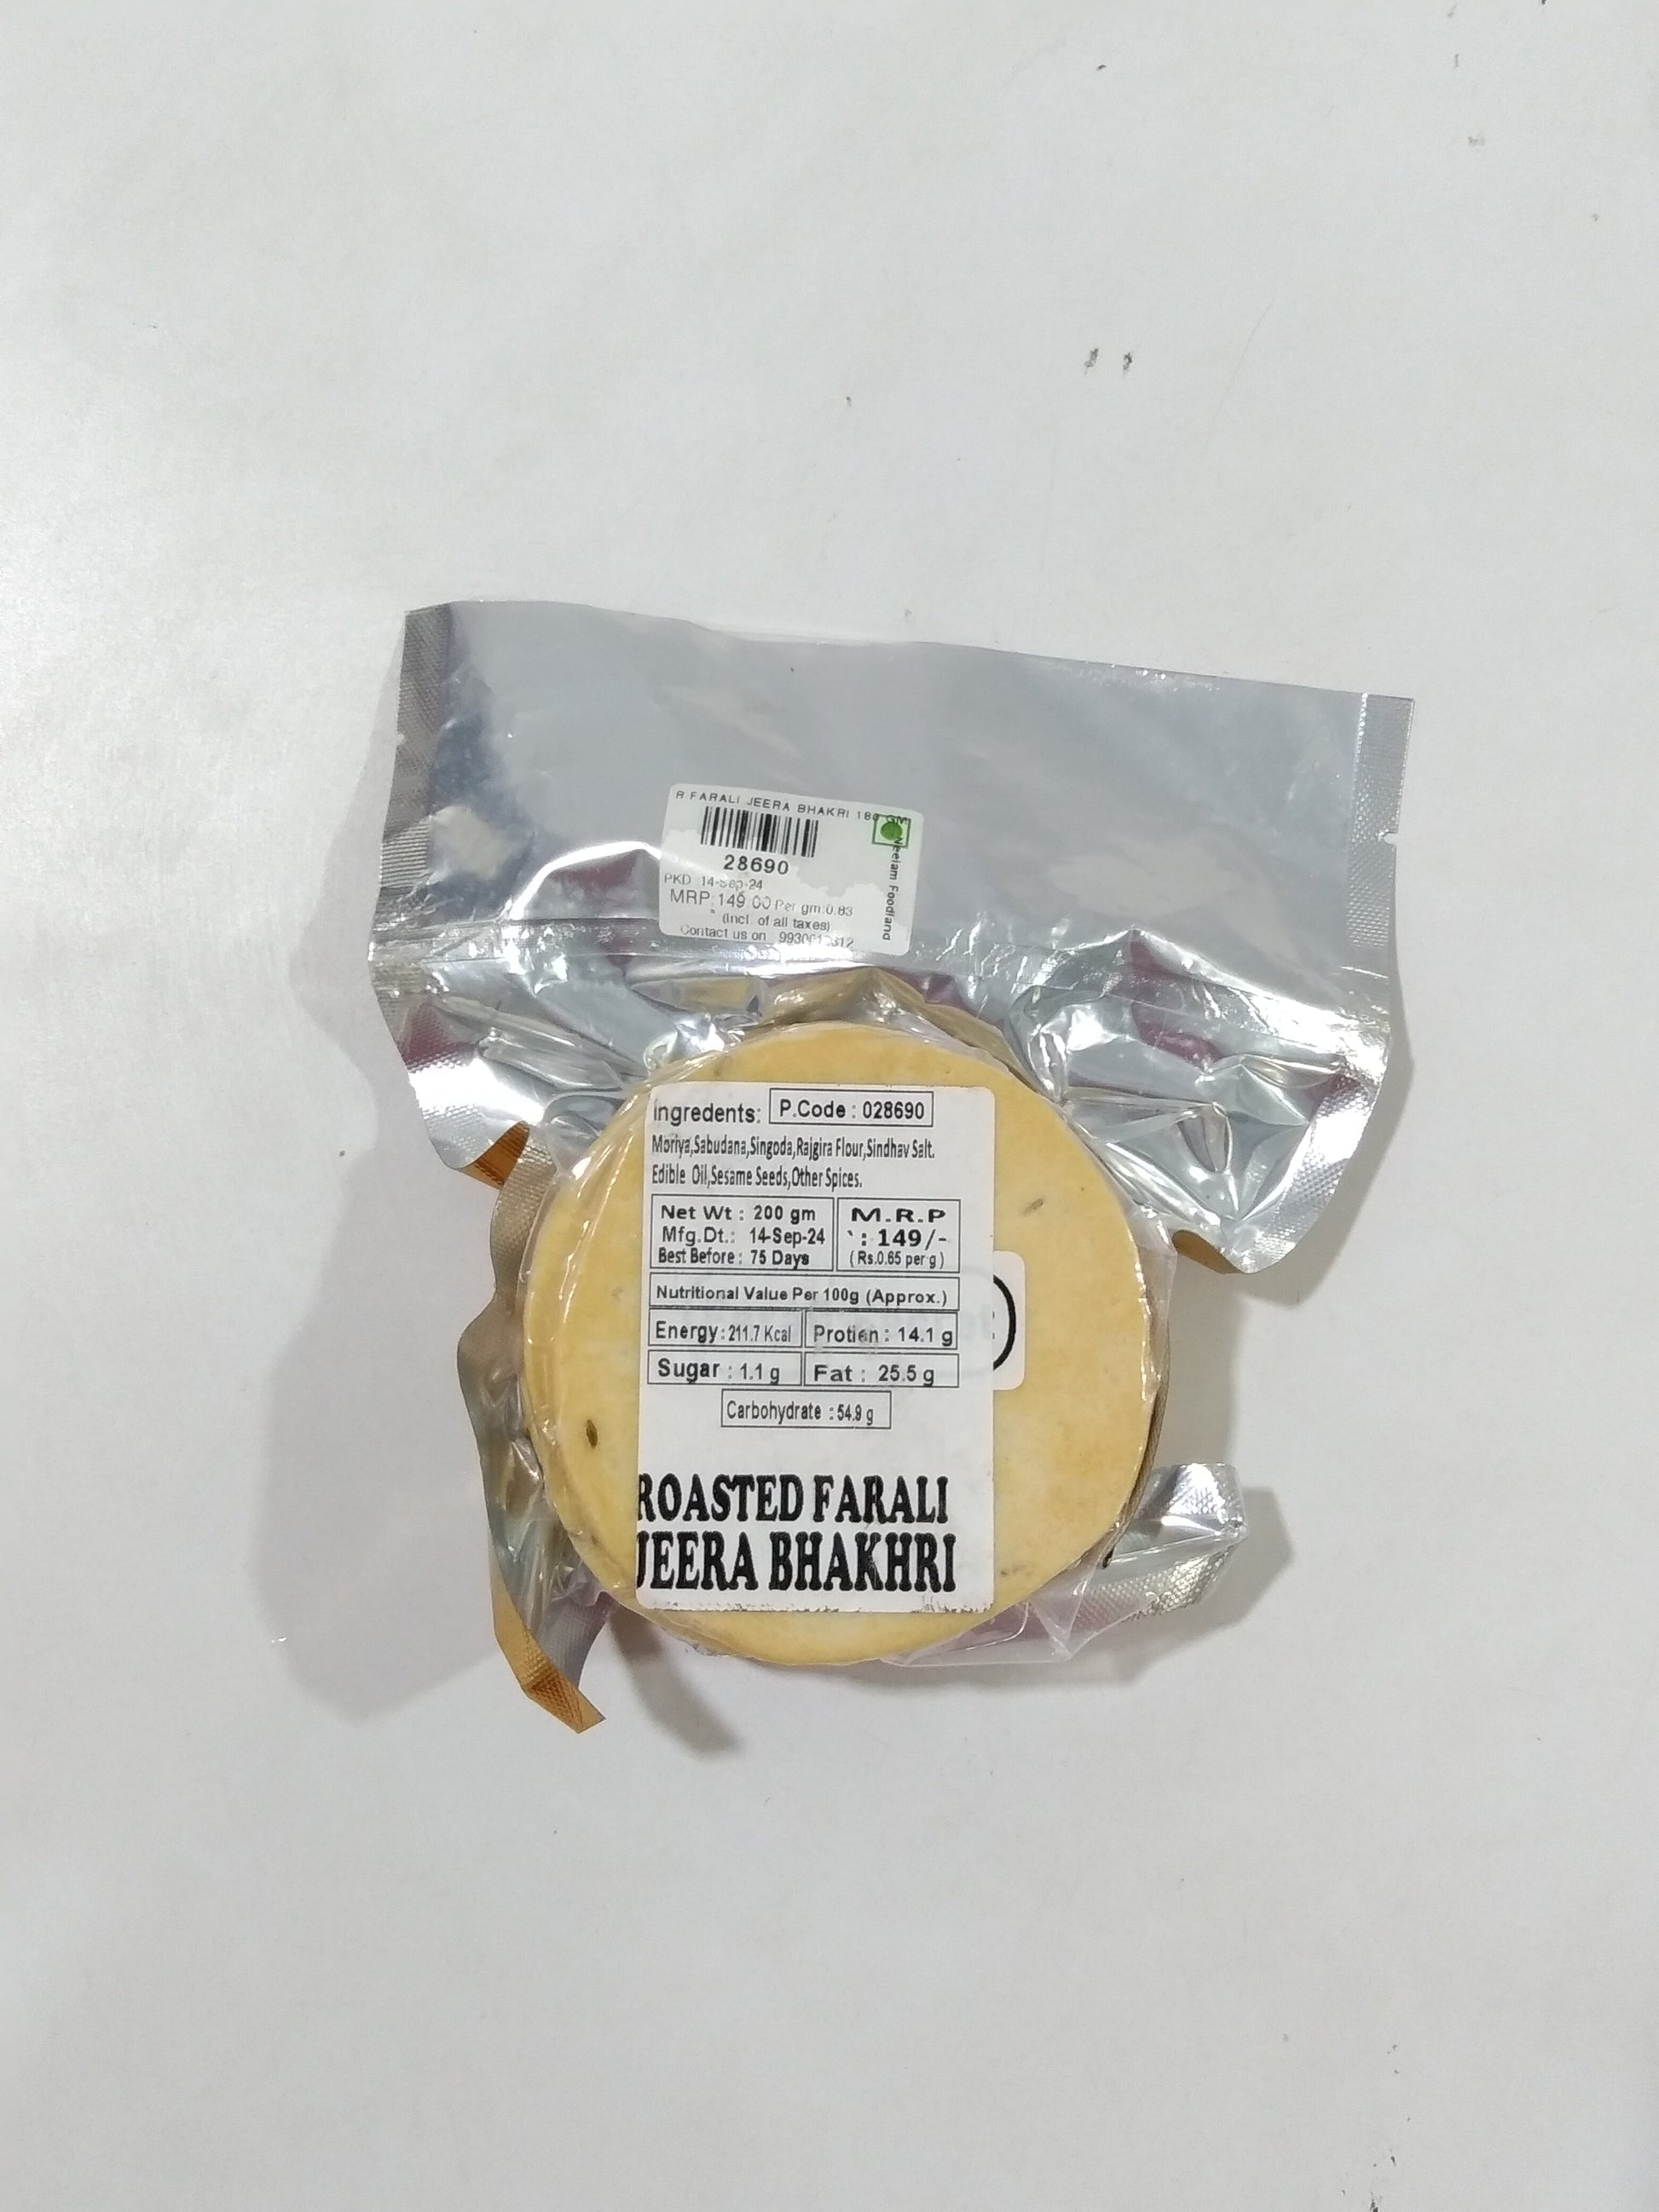 R.FARALI JEERA BHAKRI 180 GM
28690
Neelam Foodland
PKD 14-Sep-24
MRP:149.00 Per gm.0.83
(Incl. of all taxes)
Contact us on
Ingredents: P.Code : 028690
Moriya,Sabudana,Singoda,Rajgira Flour,Sindhav Salt.
Edible Oil,Sesame Seeds,Other Spices.
Net Wt : 200 gm
Mfg.Dt.: 14-Sep-24
Best Before : 75 Days
M.R.P
` : 149/-
( Rs.0.65 per g )
Nutritional Value Per 100g (Approx.)
Energy : 211.7 Kcal Protien : 14.1 g
Sugar : 1.1 g Fat : 25.5 g
Carbohydrate : 54.9 g
ROASTED FARALI
JEERA BHAKHRI